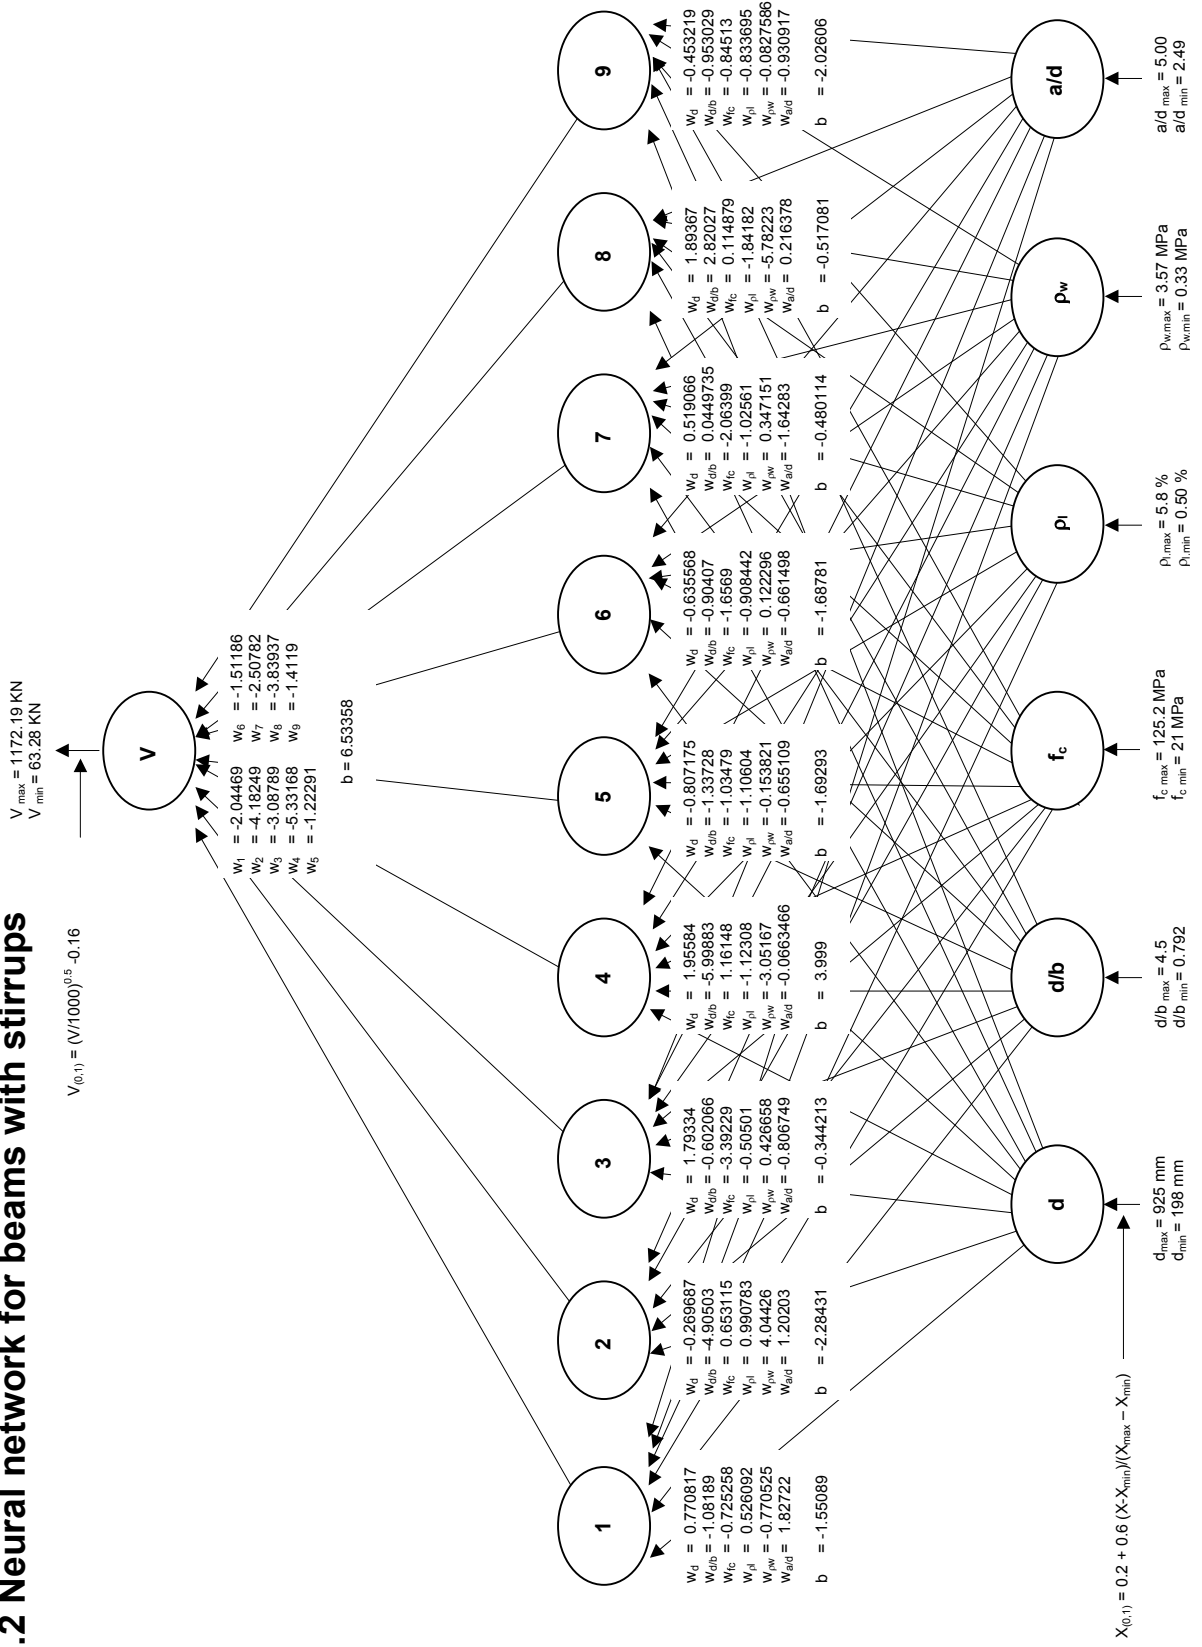 .2 Neural network for beams with stirrups
V max = 1172.19 KN
V min = 63.28 KN
V(0,1) = (V/1000)^0.5 -0.16
V
w1 =-2.04469 w6 =-1.51186
w2 =-4.18249 w7 =-2.50782
w3 =-3.08789 w8 =-3.83937
w4 =-5.33168 w9 =-1.4119
w5 =-1.22291
b = 6.53358
1 2 3 4 5 6 7 8 9
wd = 0.770817
wd/b =-1.08189
wfc =-0.725258
wρl = 0.526092
wρw =-0.770525
wa/d = 1.82722
b =-1.55089
wd =-0.269687
wd/b =-4.90503
wfc = 0.653115
wρl = 0.990783
wρw = 4.04426
wa/d = 1.20203
b =-2.28431
wd = 1.79334
wd/b =-0.602066
wfc =-3.39229
wρl =-0.50501
wρw = 0.426658
wa/d =-0.806749
b =-0.344213
wd = 1.95584
wd/b =-5.99883
wfc = 1.16148
wρl =-1.12308
wρw =-3.05167
wa/d =-0.0663466
b = 3.999
wd =-0.807175
wd/b =-1.33728
wfc =-1.03479
wρl =-1.10604
wρw =-0.153821
wa/d =-0.655109
b =-1.69293
wd =-0.635568
wd/b =-0.90407
wfc =-1.6569
wρl =-0.908442
wρw = 0.122296
wa/d =-0.661498
b =-1.68781
wd = 0.519066
wd/b = 0.0449735
wfc =-2.06399
wρl =-1.02561
wρw = 0.347151
wa/d =-1.64283
b =-0.480114
wd = 1.89367
wd/b = 2.82027
wfc = 0.114879
wρl =-1.84182
wρw =-5.78223
wa/d = 0.216378
b =-0.517081
wd =-0.453219
wd/b =-0.953029
wfc =-0.84513
wρl =-0.833695
wρw =-0.0827586
wa/d =-0.930917
b =-2.02606
d d/b fc ρl ρw a/d
X(0,1) = 0.2 + 0.6 (X-Xmin)/(Xmax – Xmin)
dmax = 925 mm
dmin = 198 mm
d/b max = 4.5
d/b min = 0.792
fc max = 125.2 MPa
fc min = 21 MPa
ρl.max = 5.8 %
ρl.min = 0.50 %
ρw.max = 3.57 MPa
ρw.min = 0.33 MPa
a/d max = 5.00
a/d min = 2.49